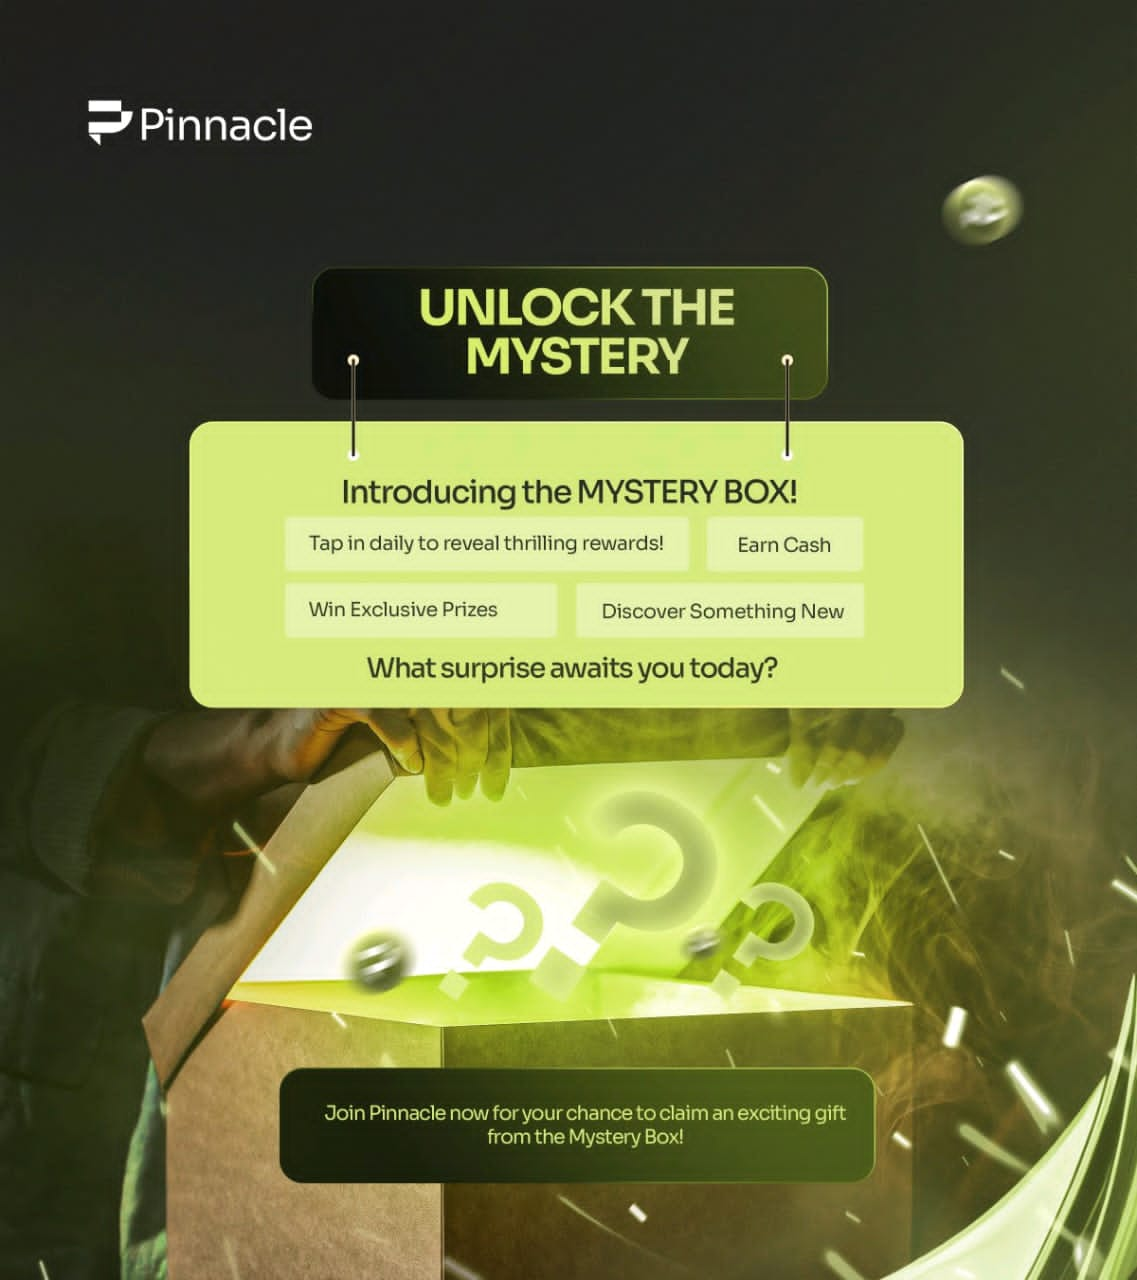 Pinnacle
UNLOCK THE
MYSTERY
Introducing the MYSTERY BOX!
Tap in daily to reveal thrilling rewards!
Earn Cash
Win Exclusive Prizes
Discover Something New
What surprise awaits you today?
Join Pinnacle now for your chance to claim an exciting gift
from the Mystery Box!